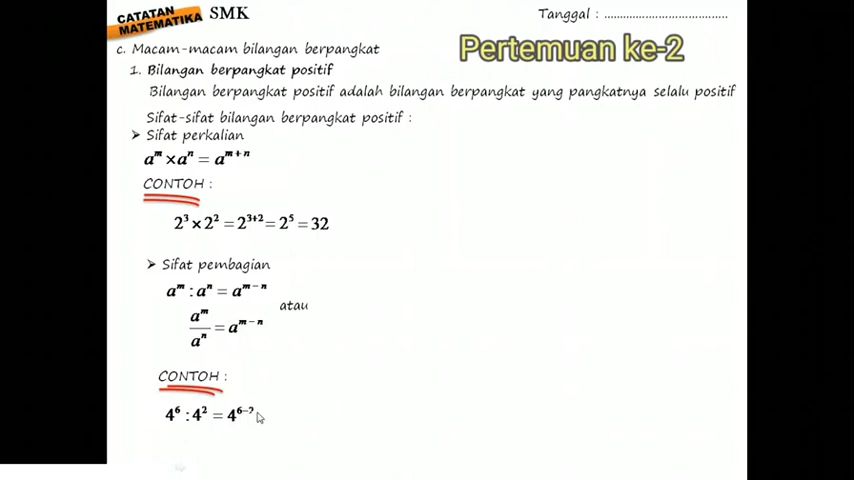 CATATAN MATEMATIKA SMK
Tanggal : .......................................
Pertemuan ke-2
c. Macam-macam bilangan berpangkat
1. Bilangan berpangkat positif
Bilangan berpangkat positif adalah bilangan berpangkat yang pangkatnya selalu positif
Sifat-sifat bilangan berpangkat positif :
➤ Sifat perkalian
aᵐ × aⁿ = aᵐ⁺ⁿ
CONTOH :
2³ × 2² = 2³⁺² = 2⁵ = 32
➤ Sifat pembagian
aᵐ : aⁿ = aᵐ⁻ⁿ
atau
aᵐ/aⁿ = aᵐ⁻ⁿ
CONTOH :
4⁶ : 4² = 4⁶⁻²